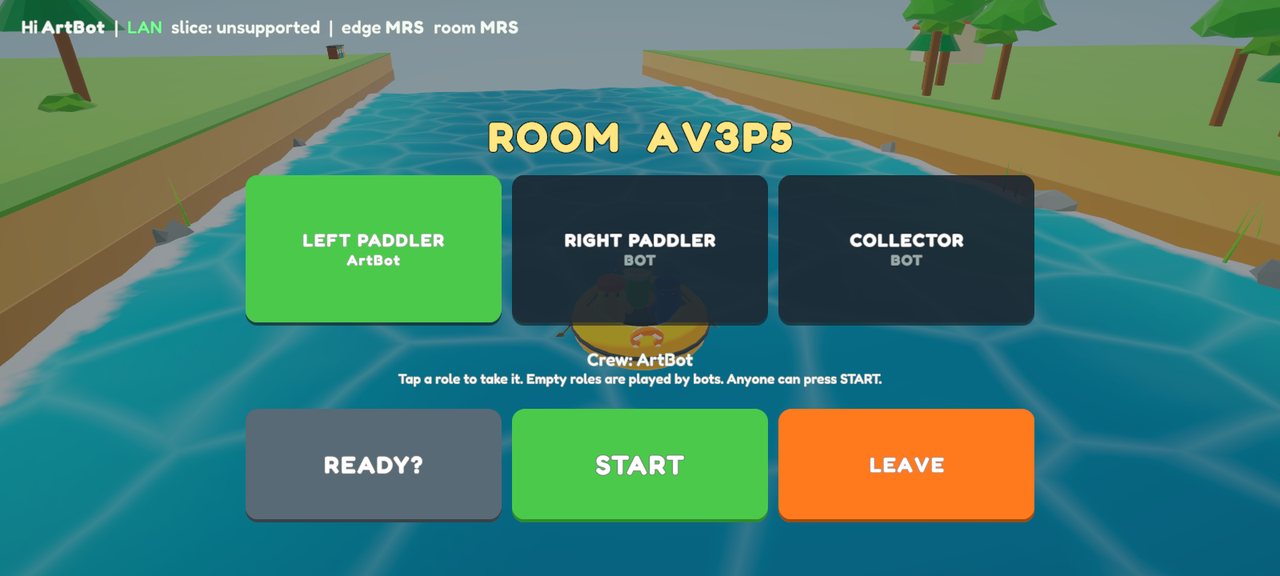 Hi ArtBot | LAN slice: unsupported | edge MRS room MRS
ROOM AV3P5
LEFT PADDLER
ArtBot
RIGHT PADDLER
BOT
COLLECTOR
BOT
Crew: ArtBot
Tap a role to take it. Empty roles are played by bots. Anyone can press START.
READY?
START
LEAVE